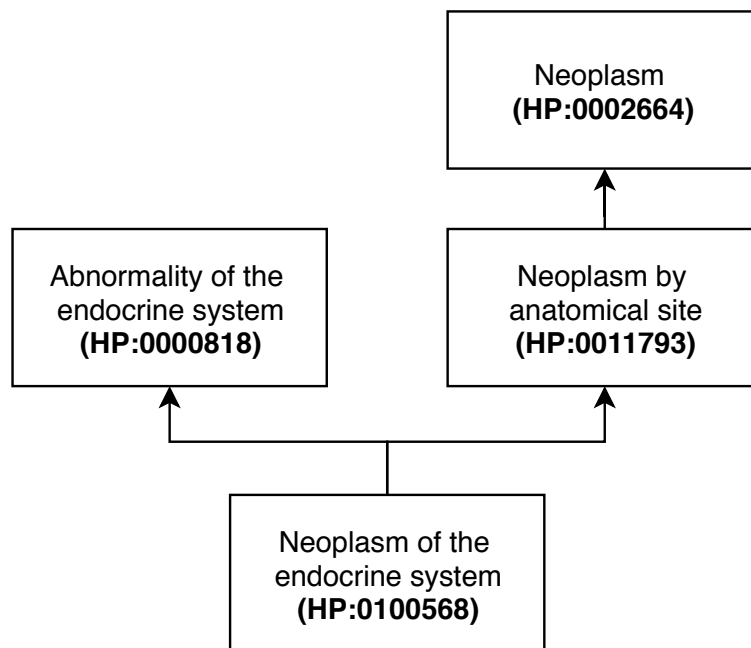 Neoplasm
(HP:0002664)
Abnormality of the
endocrine system
(HP:0000818)
Neoplasm by
anatomical site
(HP:0011793)
Neoplasm of the
endocrine system
(HP:0100568)